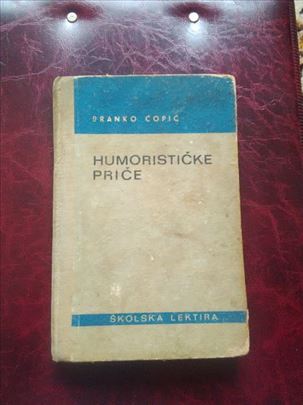 BRANKO ĆOPIĆ
HUMORISTIČKE
PRIČE
ŠKOLSKA LEKTIRA